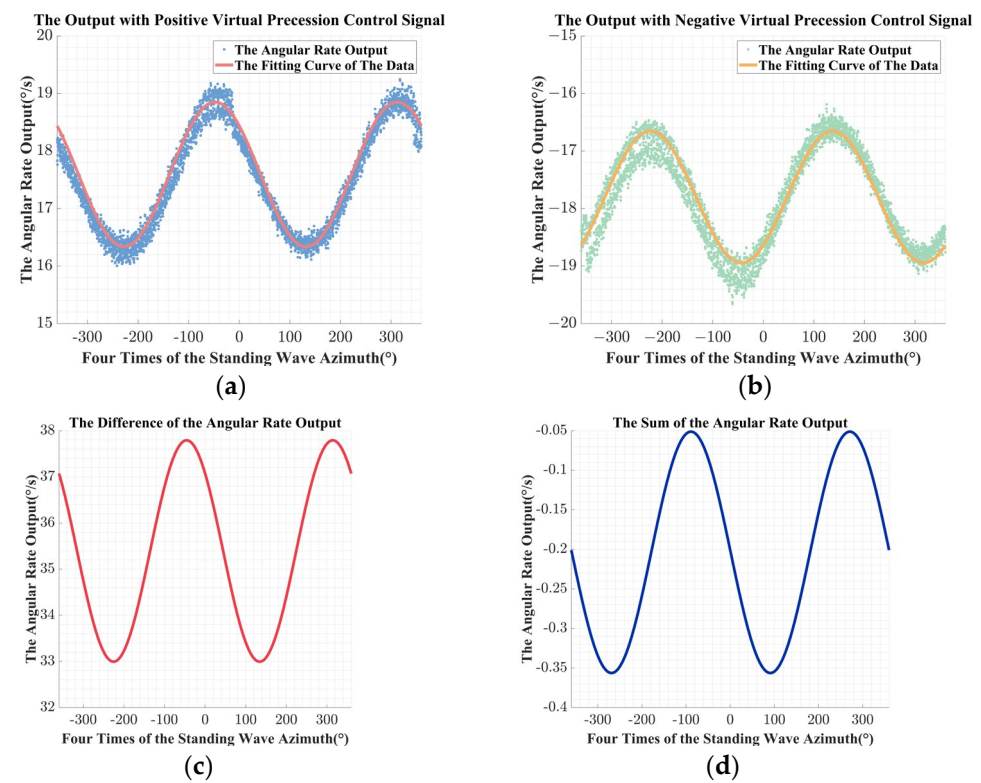 The Output with Positive Virtual Precession Control Signal
20
19
18
17
16
15
The Angular Rate Output(°/s)
The Angular Rate Output
The Fitting Curve of The Data
-300 -200 -100 0 100 200 300
Four Times of the Standing Wave Azimuth(°)
(a)
The Output with Negative Virtual Precession Control Signal
−15
−16
−17
−18
−19
−20
The Angular Rate Output(°/s)
The Angular Rate Output
The Fitting Curve of The Data
−300 −200 −100 0 100 200 300
Four Times of the Standing Wave Azimuth(°)
(b)
The Difference of the Angular Rate Output
38
37
36
35
34
33
32
The Angular Rate Output(°/s)
-300 -200 -100 0 100 200 300
Four Times of the Standing Wave Azimuth(°)
(c)
The Sum of the Angular Rate Output
-0.05
-0.1
-0.15
-0.2
-0.25
-0.3
-0.35
-0.4
The Angular Rate Output(°/s)
-300 -200 -100 0 100 200 300
Four Times of the Standing Wave Azimuth(°)
(d)